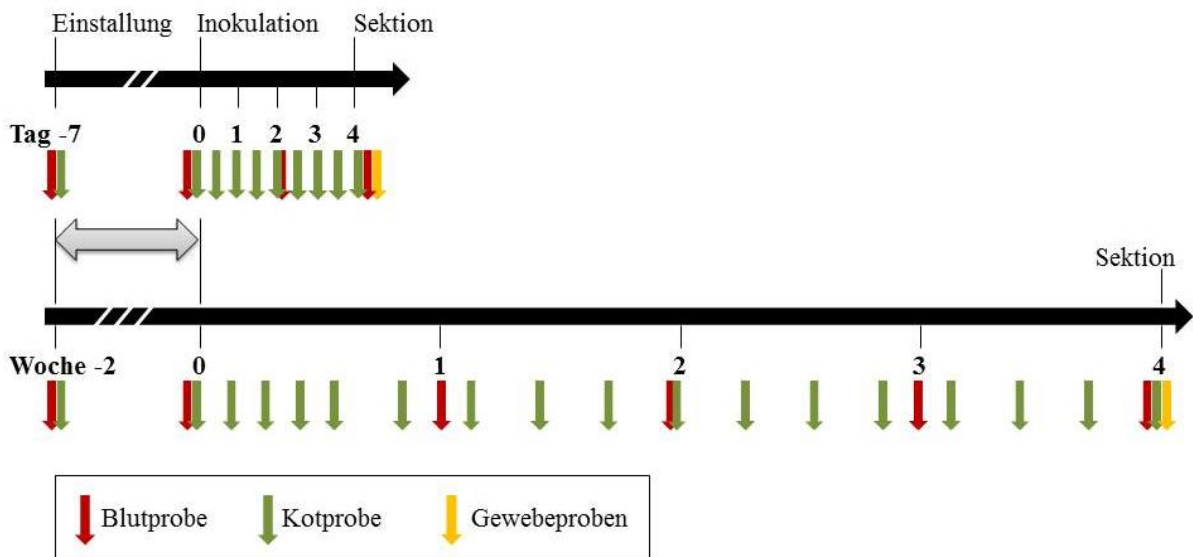 Einstallung Inokulation Sektion
Tag -7 0 1 2 3 4
Sektion
Woche -2 0 1 2 3 4
Blutprobe Kotprobe Gewebeproben